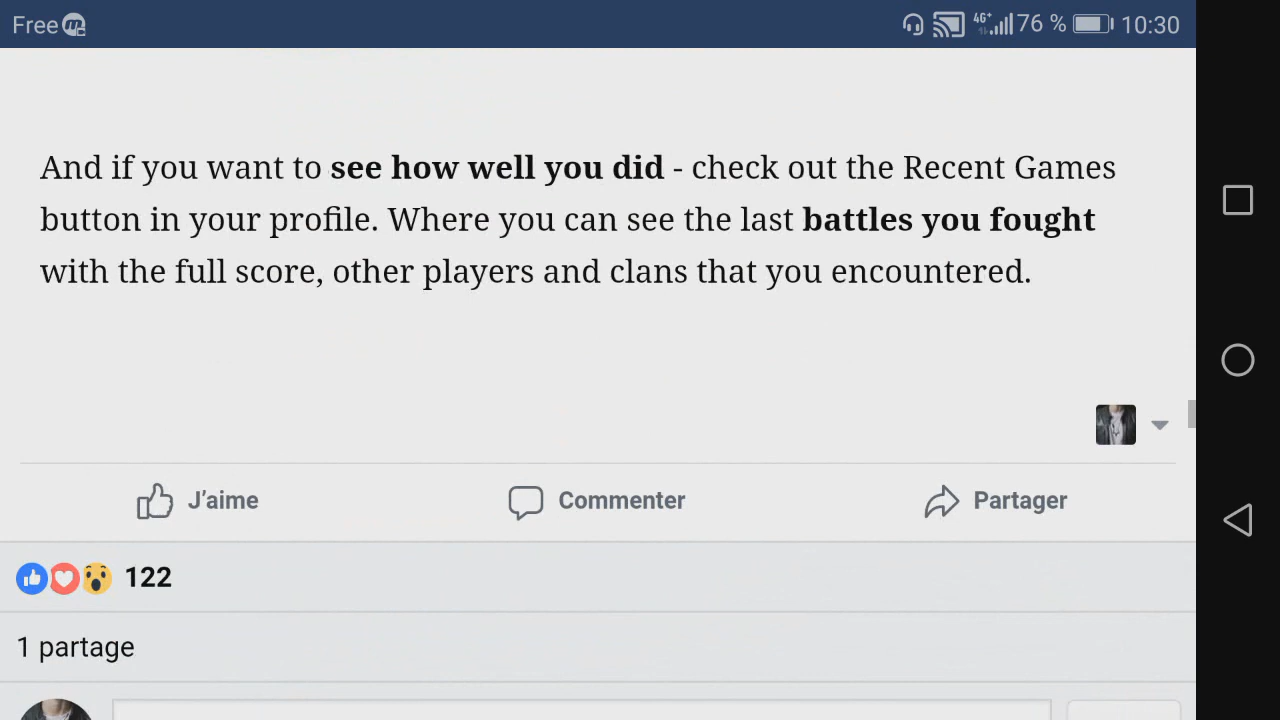 Free 4G+ 76 % 10:30
And if you want to see how well you did - check out the Recent Games
button in your profile. Where you can see the last battles you fought
with the full score, other players and clans that you encountered.
J’aime Commenter Partager
122
1 partage